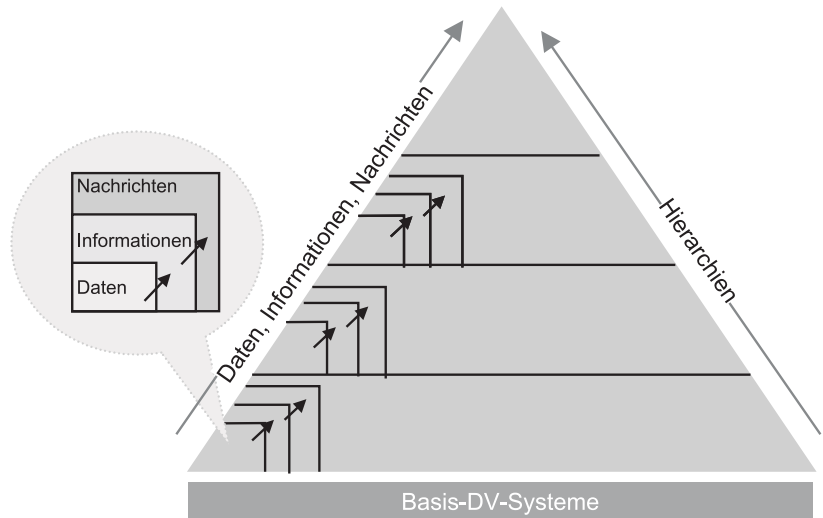 Daten, Informationen, Nachrichten
Hierarchien
Nachrichten
Informationen
Daten
Basis-DV-Systeme